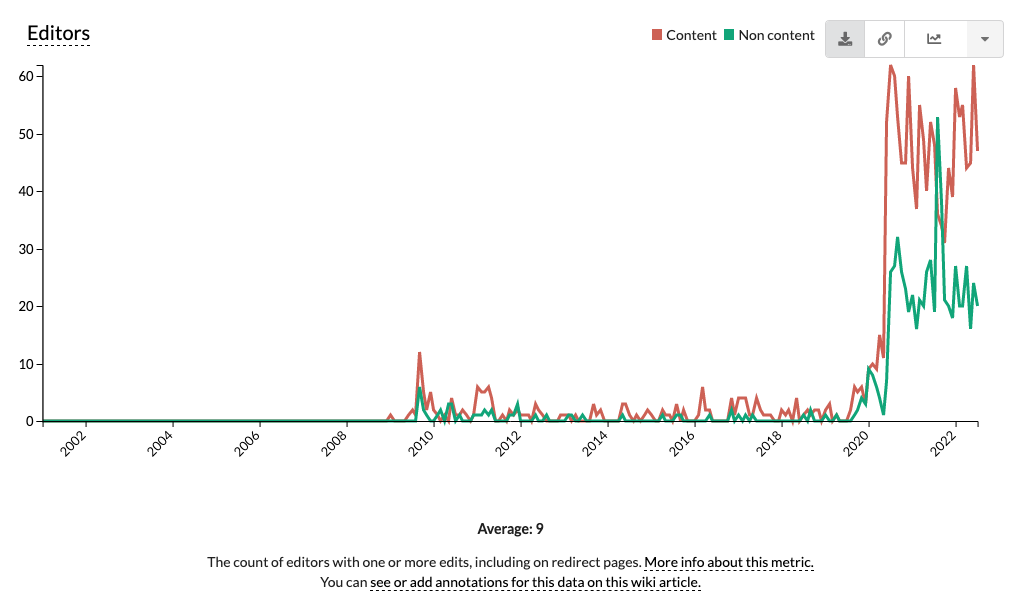 Editors
Content Non content
60
50
40
30
20
10
0
2002 2004 2006 2008 2010 2012 2014 2016 2018 2020 2022
Average: 9
The count of editors with one or more edits, including on redirect pages. More info about this metric.
You can see or add annotations for this data on this wiki article.